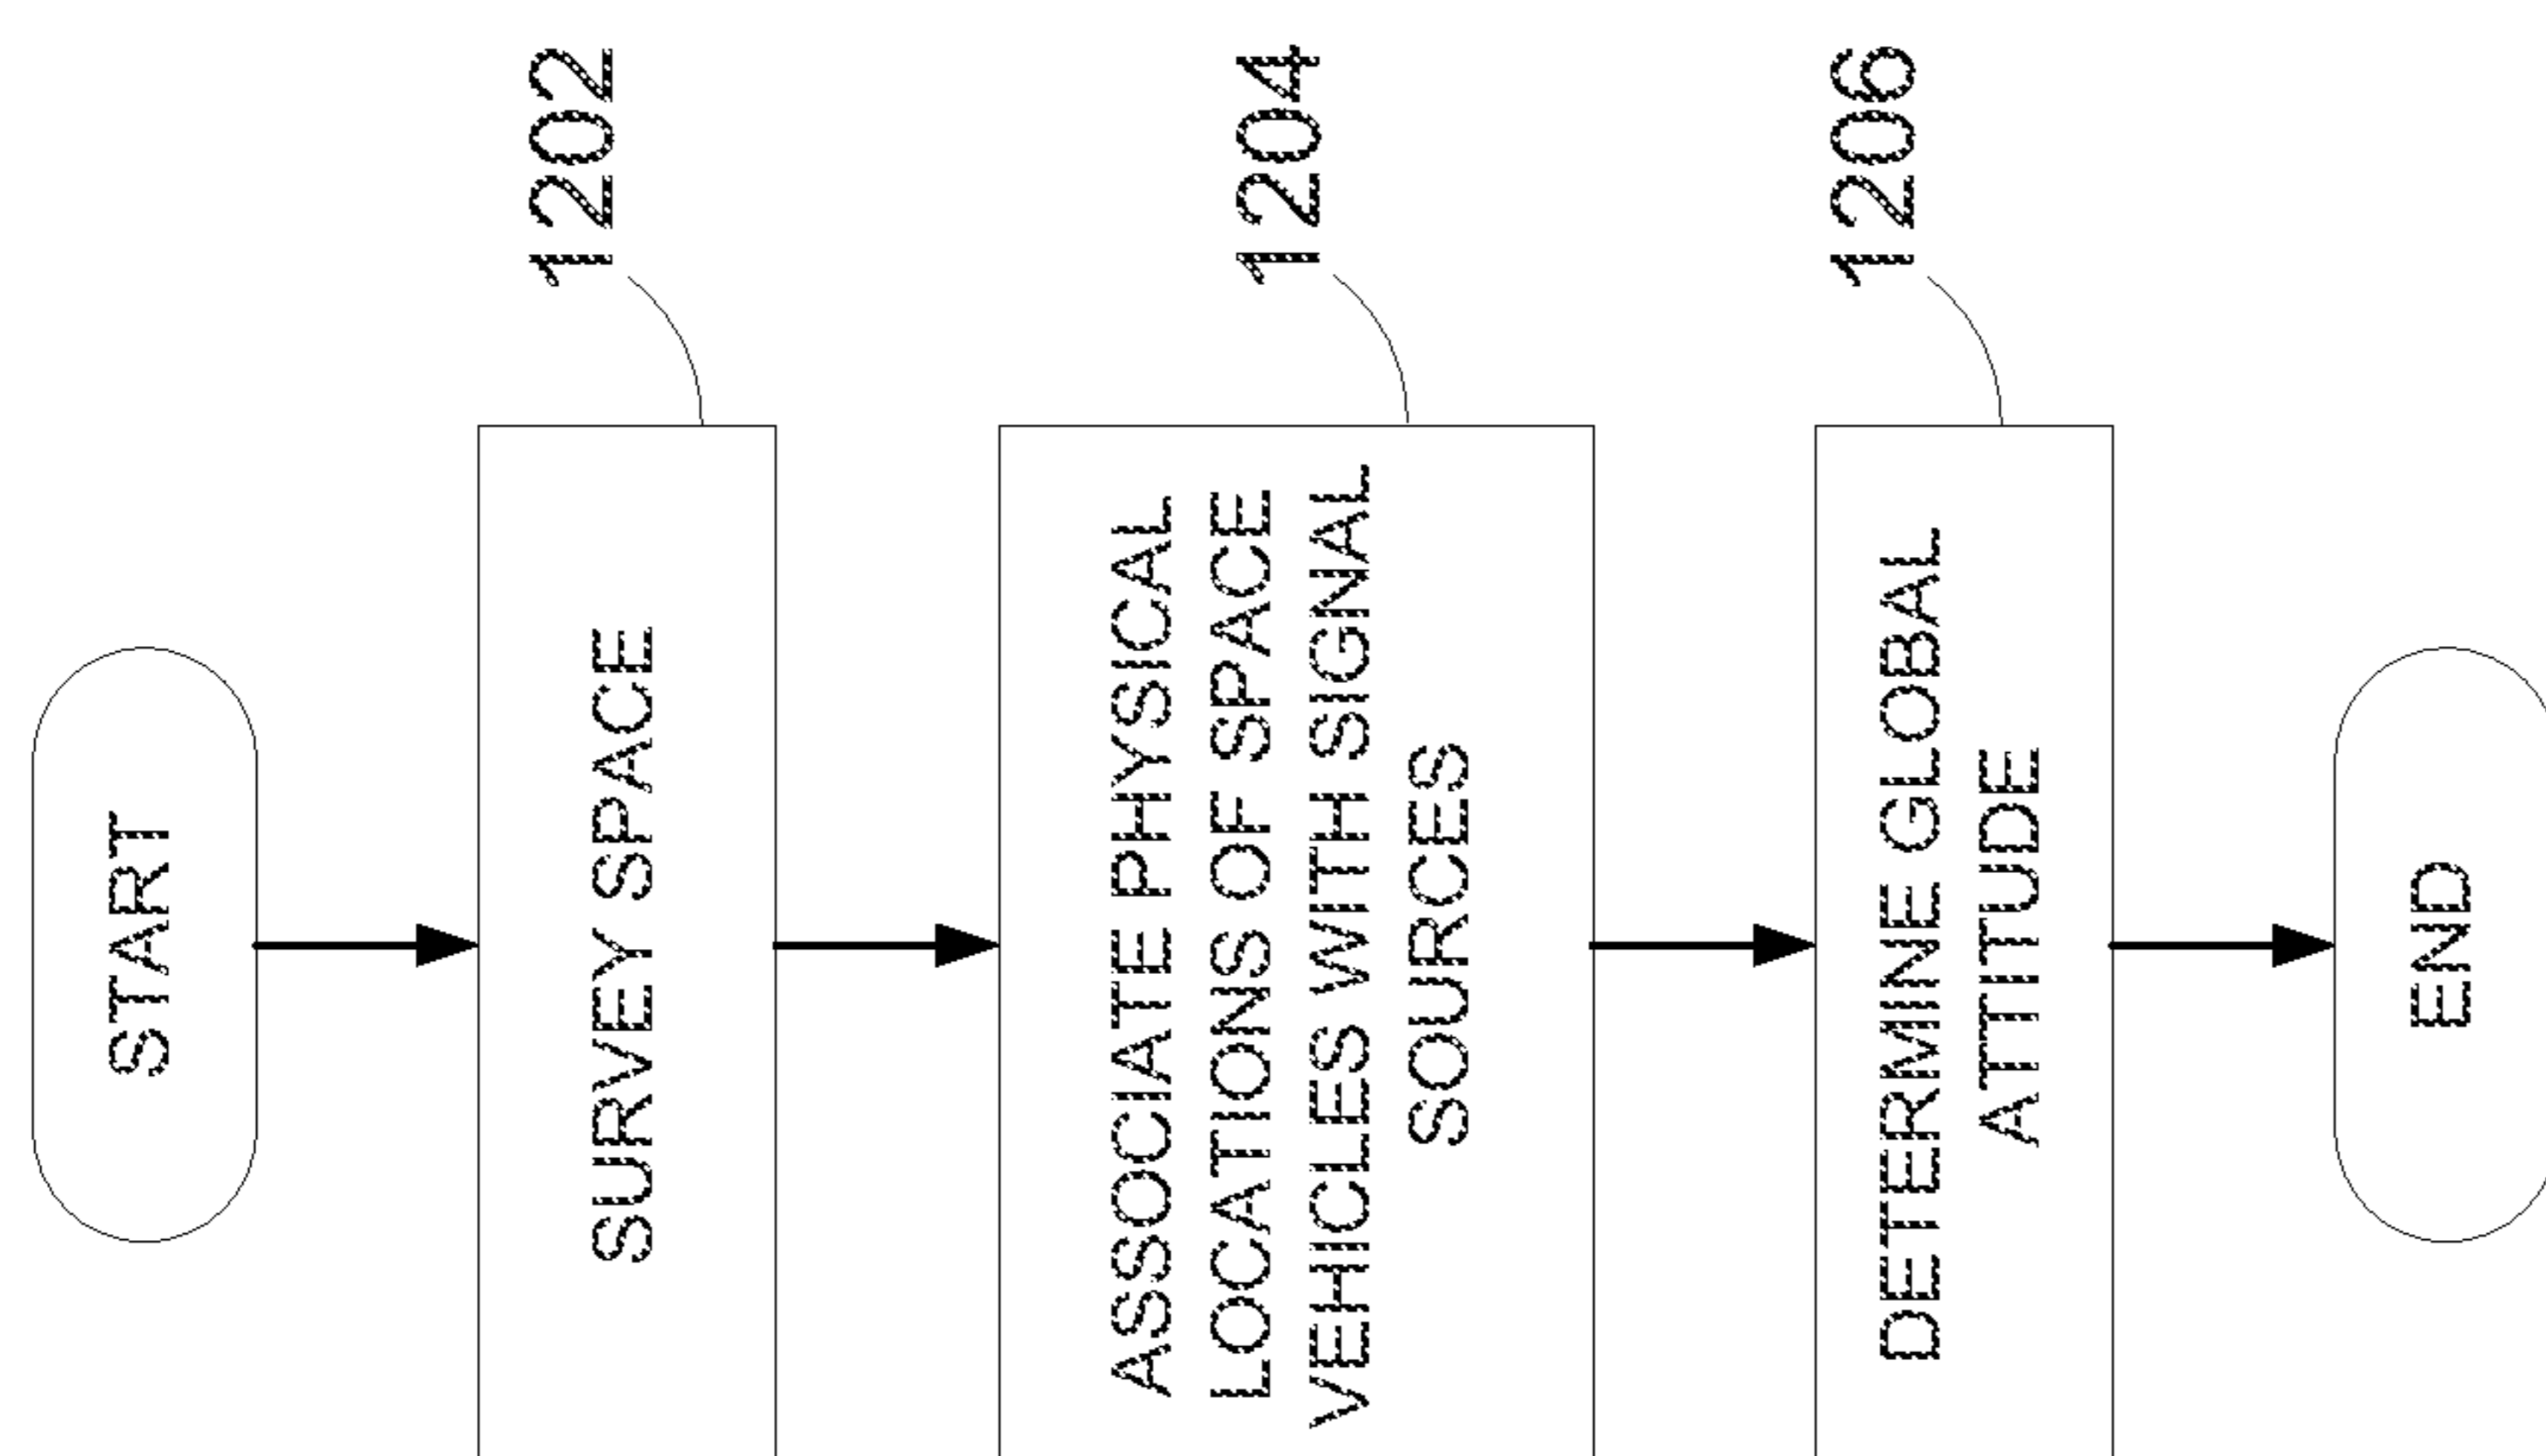 START
1202
SURVEY SPACE
1204
ASSOCIATE PHYSICAL
LOCATIONS OF SPACE
VEHICLES WITH SIGNAL
SOURCES
1206
DETERMINE GLOBAL
ATTITUDE
END